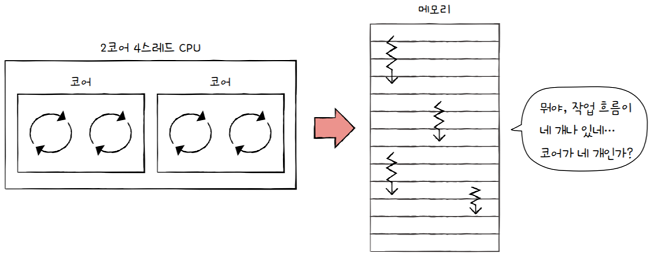 2코어 4스레드 CPU
코어
코어
메모리
뭐야, 작업 흐름이
네 개나 있네…
코어가 네 개인가?